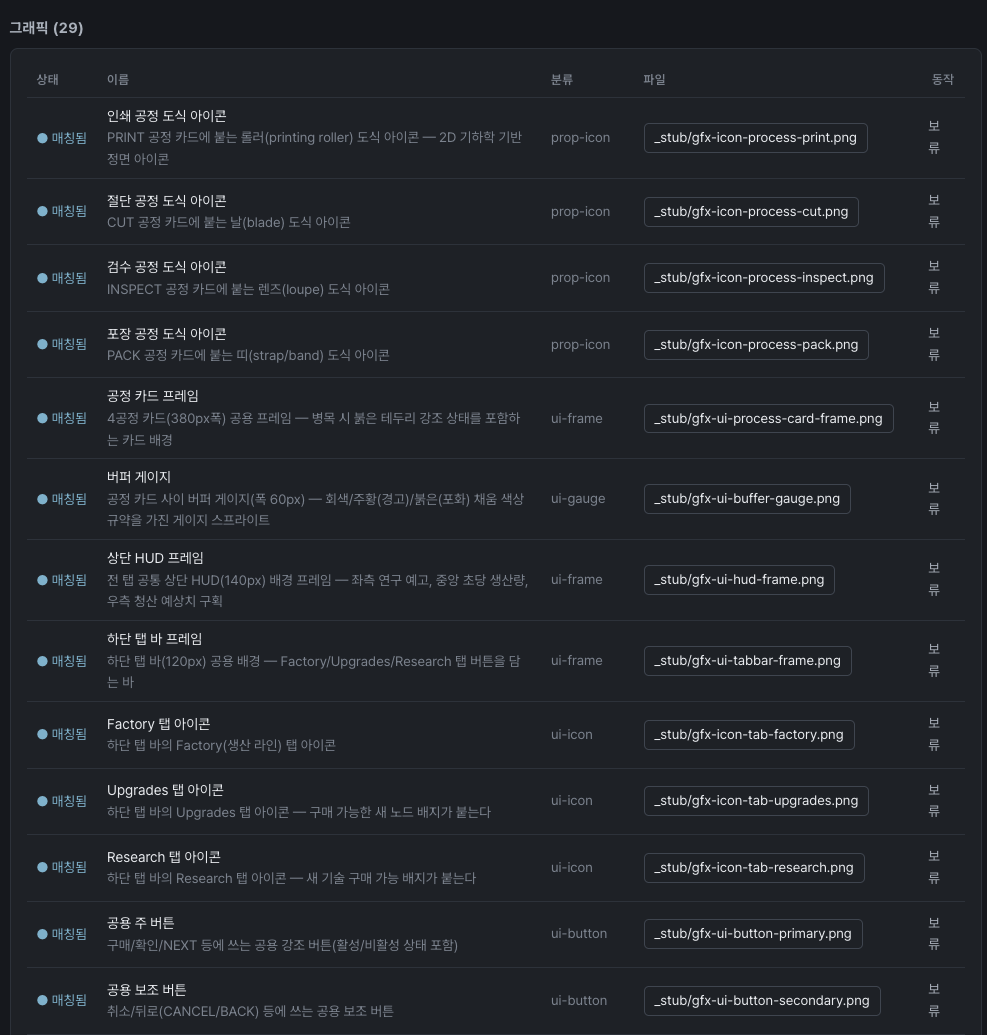 그래픽 (29)
상태 이름 분류 파일 동작
인쇄 공정 도식 아이콘
매칭됨 PRINT 공정 카드에 붙는 롤러(printing roller) 도식 아이콘 — 2D 기하학 기반 prop-icon _stub/gfx-icon-process-print.png 보
정면 아이콘 류
절단 공정 도식 아이콘
매칭됨 CUT 공정 카드에 붙는 날(blade) 도식 아이콘 prop-icon _stub/gfx-icon-process-cut.png 보
류
검수 공정 도식 아이콘
매칭됨 INSPECT 공정 카드에 붙는 렌즈(loupe) 도식 아이콘 prop-icon _stub/gfx-icon-process-inspect.png 보
류
포장 공정 도식 아이콘
매칭됨 PACK 공정 카드에 붙는 띠(strap/band) 도식 아이콘 prop-icon _stub/gfx-icon-process-pack.png 보
류
공정 카드 프레임
매칭됨 4공정 카드(380px폭) 공용 프레임 — 병목 시 붉은 테두리 강조 상태를 포함하 ui-frame _stub/gfx-ui-process-card-frame.png 보
는 카드 배경 류
버퍼 게이지
매칭됨 공정 카드 사이 버퍼 게이지(폭 60px) — 회색/주황(경고)/붉은(포화) 채움 색상 ui-gauge _stub/gfx-ui-buffer-gauge.png 보
규약을 가진 게이지 스프라이트 류
상단 HUD 프레임
매칭됨 전 탭 공통 상단 HUD(140px) 배경 프레임 — 좌측 연구 예고, 중앙 초당 생산량, ui-frame _stub/gfx-ui-hud-frame.png 보
우측 청산 예상치 구획 류
하단 탭 바 프레임
매칭됨 하단 탭 바(120px) 공용 배경 — Factory/Upgrades/Research 탭 버튼을 담 ui-frame _stub/gfx-ui-tabbar-frame.png 보
는 바 류
Factory 탭 아이콘
매칭됨 하단 탭 바의 Factory(생산 라인) 탭 아이콘 ui-icon _stub/gfx-icon-tab-factory.png 보
류
Upgrades 탭 아이콘
매칭됨 하단 탭 바의 Upgrades 탭 아이콘 — 구매 가능한 새 노드 배지가 붙는다 ui-icon _stub/gfx-icon-tab-upgrades.png 보
류
Research 탭 아이콘
매칭됨 하단 탭 바의 Research 탭 아이콘 — 새 기술 구매 가능 배지가 붙는다 ui-icon _stub/gfx-icon-tab-research.png 보
류
공용 주 버튼
매칭됨 구매/확인/NEXT 등에 쓰는 공용 강조 버튼(활성/비활성 상태 포함) ui-button _stub/gfx-ui-button-primary.png 보
류
공용 보조 버튼
매칭됨 취소/뒤로(CANCEL/BACK) 등에 쓰는 공용 보조 버튼 ui-button _stub/gfx-ui-button-secondary.png 보
류